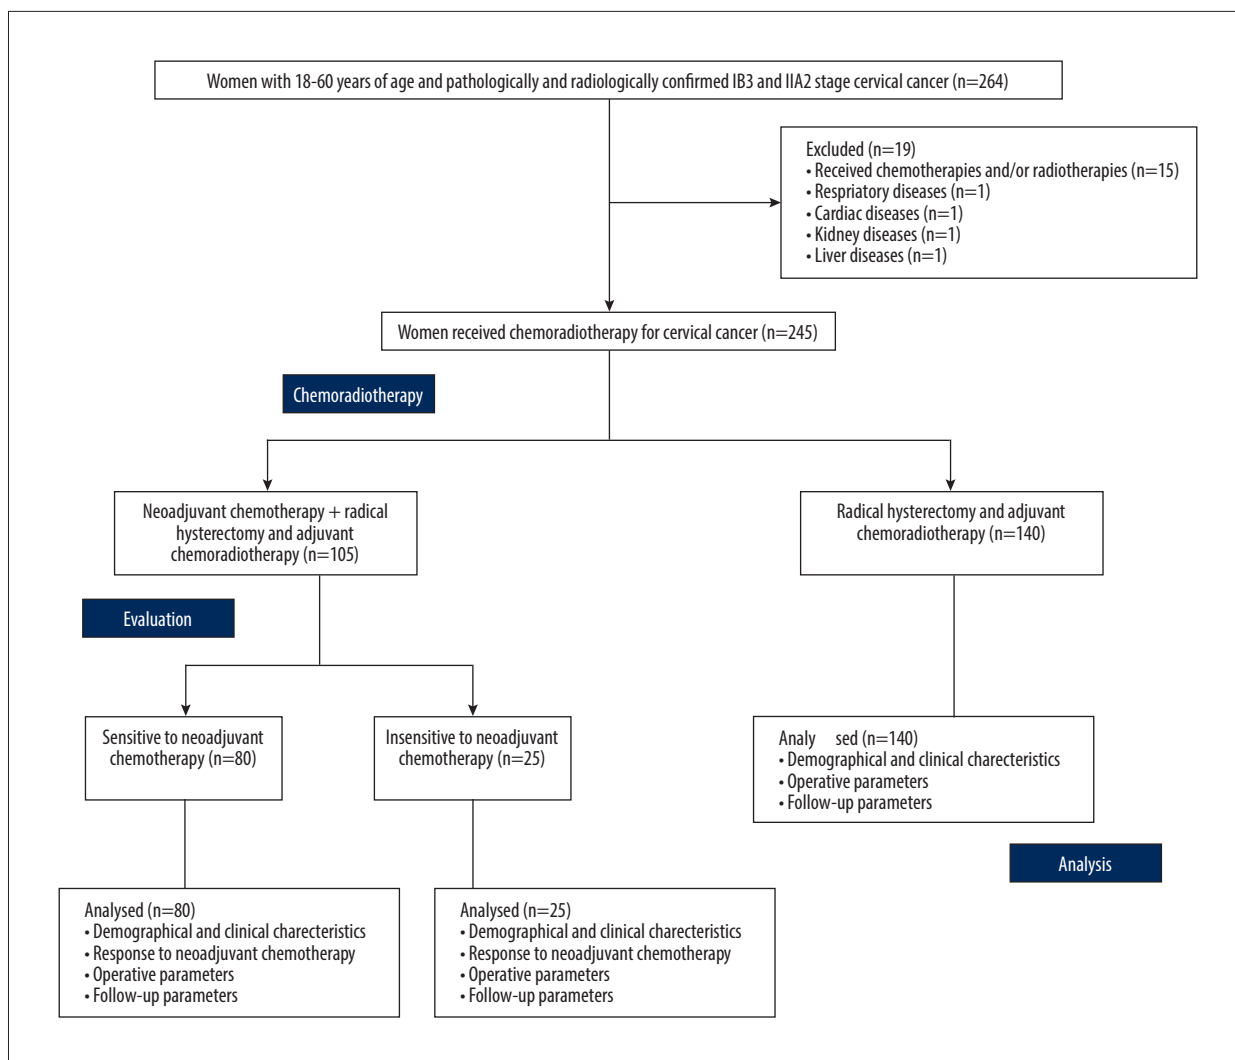 Women with 18-60 years of age and pathologically and radiologically confirmed IB3 and IIA2 stage cervical cancer (n=264)
Excluded (n=19)
• Received chemotherapies and/or radiotherapies (n=15)
• Respriatory diseases (n=1)
• Cardiac diseases (n=1)
• Kidney diseases (n=1)
• Liver diseases (n=1)
Women received chemoradiotherapy for cervical cancer (n=245)
Chemoradiotherapy
Neoadjuvant chemotherapy + radical
hysterectomy and adjuvant
chemoradiotherapy (n=105)
Radical hysterectomy and adjuvant
chemoradiotherapy (n=140)
Evaluation
Sensitive to neoadjuvant
chemotherapy (n=80)
Insensitive to neoadjuvant
chemotherapy (n=25)
Analy sed (n=140)
• Demographical and clinical charecteristics
• Operative parameters
• Follow-up parameters
Analysis
Analysed (n=80)
• Demographical and clinical charecteristics
• Response to neoadjuvant chemotherapy
• Operative parameters
• Follow-up parameters
Analysed (n=25)
• Demographical and clinical charecteristics
• Response to neoadjuvant chemotherapy
• Operative parameters
• Follow-up parameters